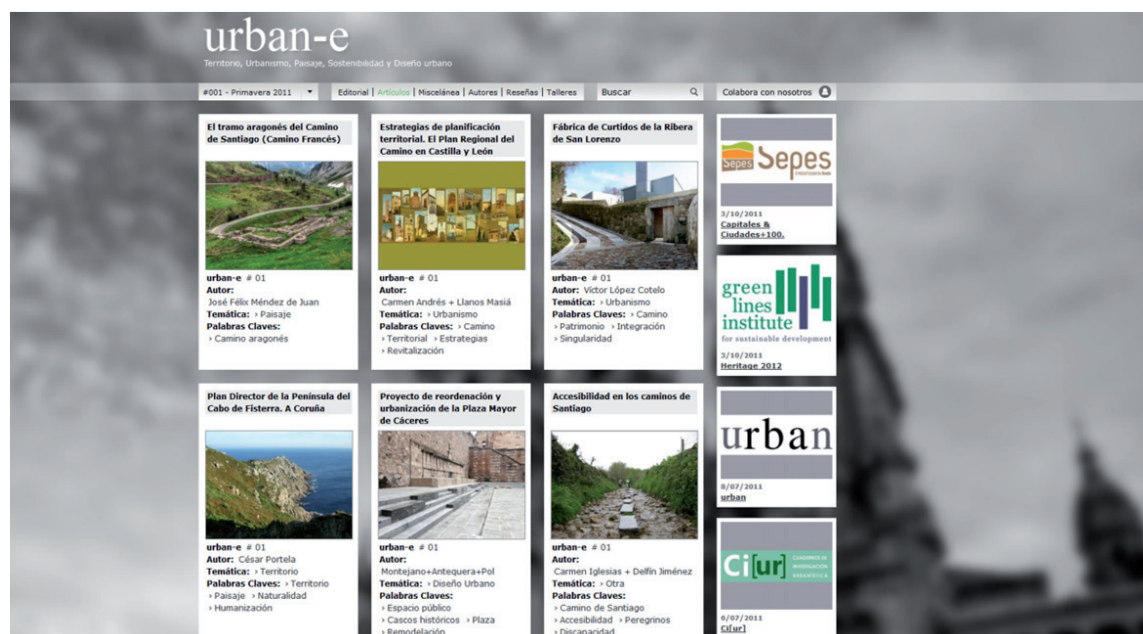 urban-e
Territorio, Urbanismo, Paisaje, Sostenibilidad y Diseño urbano
#001 - Primavera 2011
Editorial | Artículos | Miscelánea | Autores | Reseñas | Talleres
Buscar
Colabora con nosotros
El tramo aragonés del Camino
de Santiago (Camino Francés)
urban-e # 01
Autor:
José Félix Méndez de Juan
Temática: › Paisaje
Palabras Claves:
› Camino aragonés
Estrategias de planificación
territorial. El Plan Regional del
Camino en Castilla y León
urban-e # 01
Autor:
Carmen Andrés + Llanos Masiá
Temática: › Urbanismo
Palabras Claves: › Camino
› Territorial › Estrategias
› Revitalización
Fábrica de Curtidos de la Ribera
de San Lorenzo
urban-e # 01
Autor: Víctor López Cotelo
Temática: › Urbanismo
Palabras Claves: › Camino
› Patrimonio › Integración
› Singularidad
Plan Director de la Península del
Cabo de Fisterra. A Coruña
urban-e # 01
Autor: César Portela
Temática: › Territorio
Palabras Claves: › Territorio
› Paisaje › Naturalidad
› Humanización
Proyecto de reordenación y
urbanización de la Plaza Mayor
de Cáceres
urban-e # 01
Autor:
Montejano+Antequera+Pol
Temática: › Diseño Urbano
Palabras Claves:
› Espacio público
› Cascos históricos › Plaza
› Remodelación
Accesibilidad en los caminos de
Santiago
urban-e # 01
Autor:
Carmen Iglesias + Delfín Jiménez
Temática: › Otra
Palabras Claves:
› Camino de Santiago
› Accesibilidad › Peregrinos
› Discapacidad
Sepes Sepes
3/10/2011
Capitales &
Ciudades+100.
green
lines
institute
for sustainable development
3/10/2011
Heritage 2012
urban
8/07/2011
urban
Ci[ur]
CUADERNOS DE
INVESTIGACIÓN
URBANÍSTICA
6/07/2011
Ci[ur]